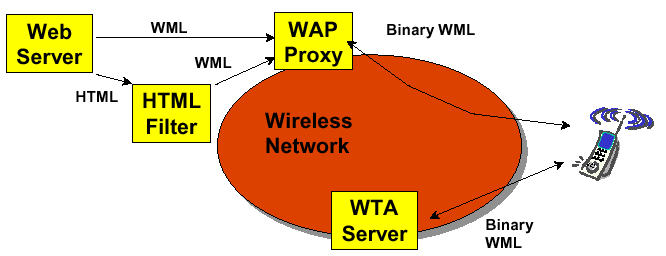 Web
Server
WML
WAP
Proxy
Binary WML
WML
HTML
HTML
Filter
Wireless
Network
WTA
Server
Binary
WML